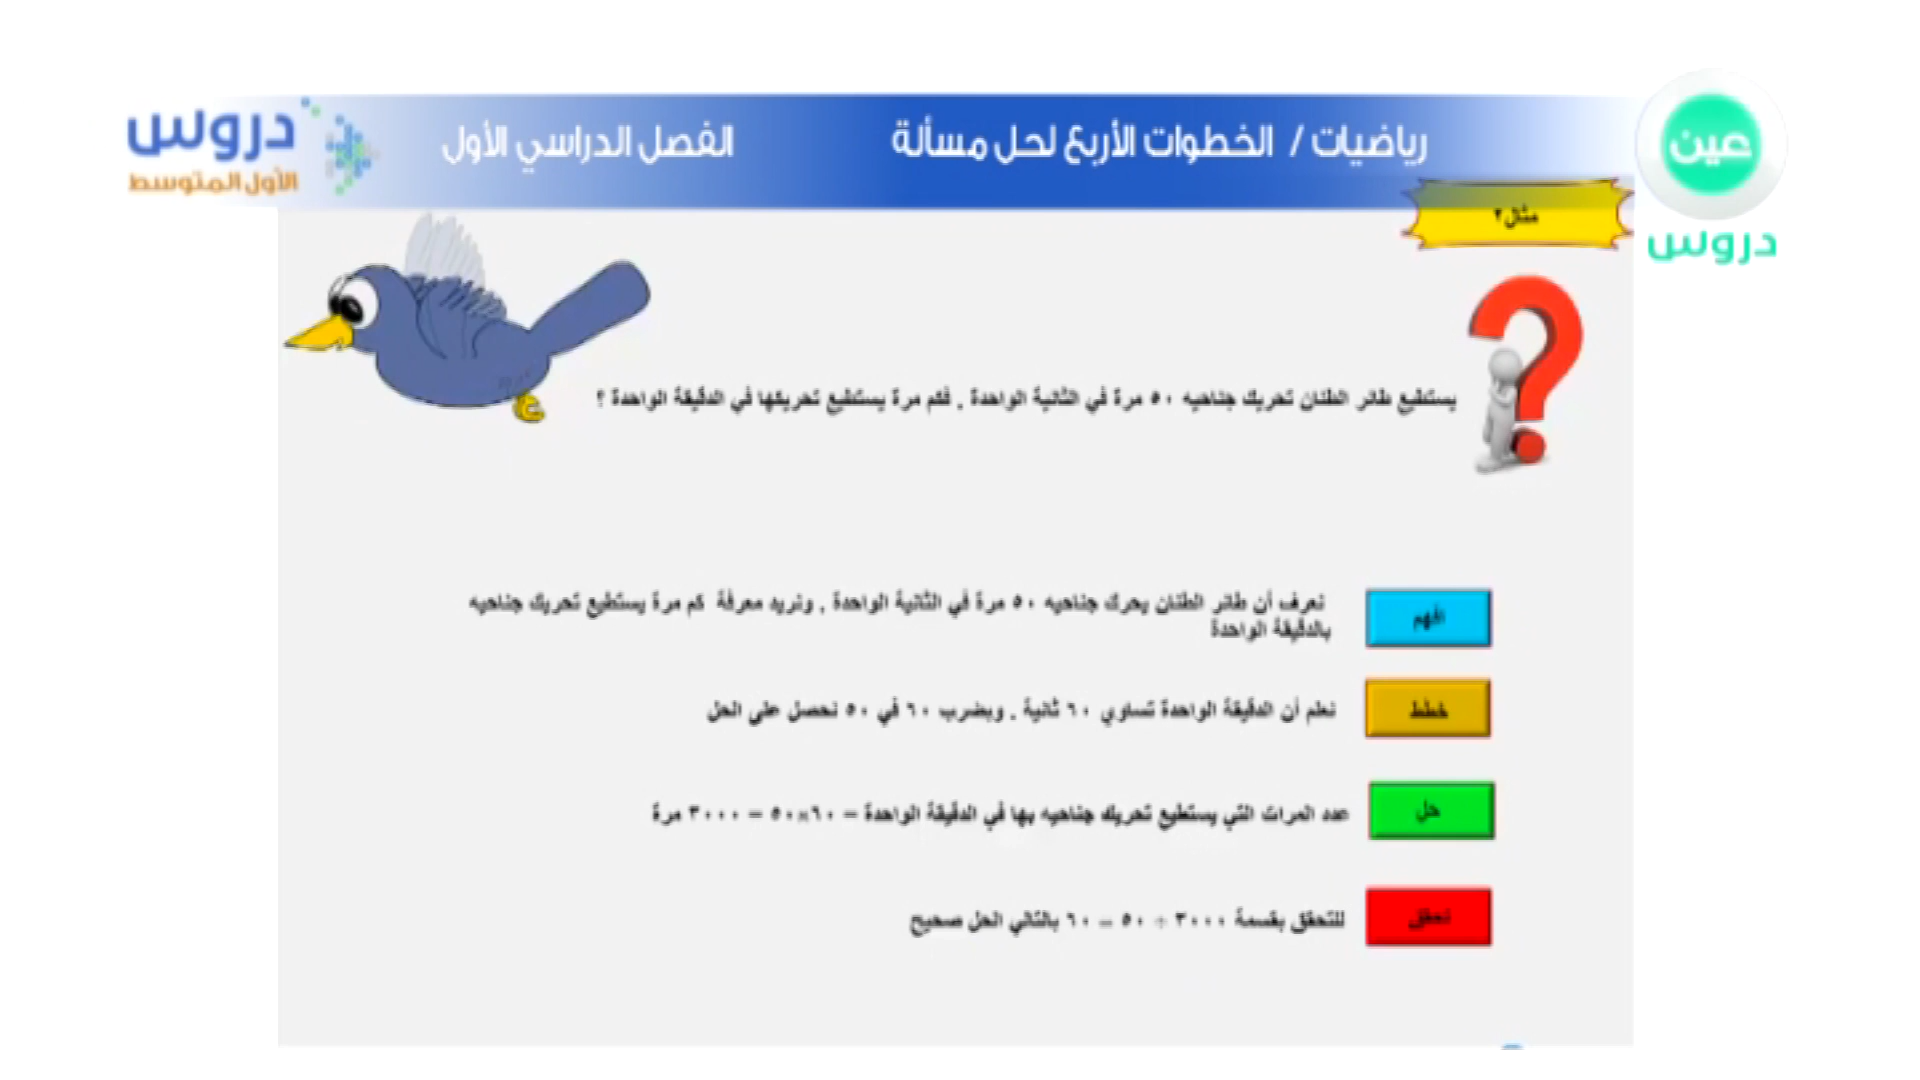 رياضيات / الخطوات الأربع لحل مسألة
الفصل الدراسي الأول
دروس
الأول المتوسط
عين
دروس
مثال٢
يستطيع طائر الطنان تحريك جناحيه ٥٠ مرة في الثانية الواحدة . فكم مرة يستطيع تحريكها في الدقيقة الواحدة ؟
افهم
نعرف أن طائر الطنان يحرك جناحيه ٥٠ مرة في الثانية الواحدة , ونريد معرفة كم مرة يستطيع تحريك جناحيه
بالدقيقة الواحدة
خطط
نعلم أن الدقيقة الواحدة تساوي ٦٠ ثانية . وبضرب ٦٠ في ٥٠ نحصل على الحل
حل
عدد المرات التي يستطيع تحريك جناحيه بها في الدقيقة الواحدة = ٦٠×٥٠ = ٣٠٠٠ مرة
تحقق
للتحقق بقسمة ٣٠٠٠ ÷ ٥٠ = ٦٠ بالتالي الحل صحيح